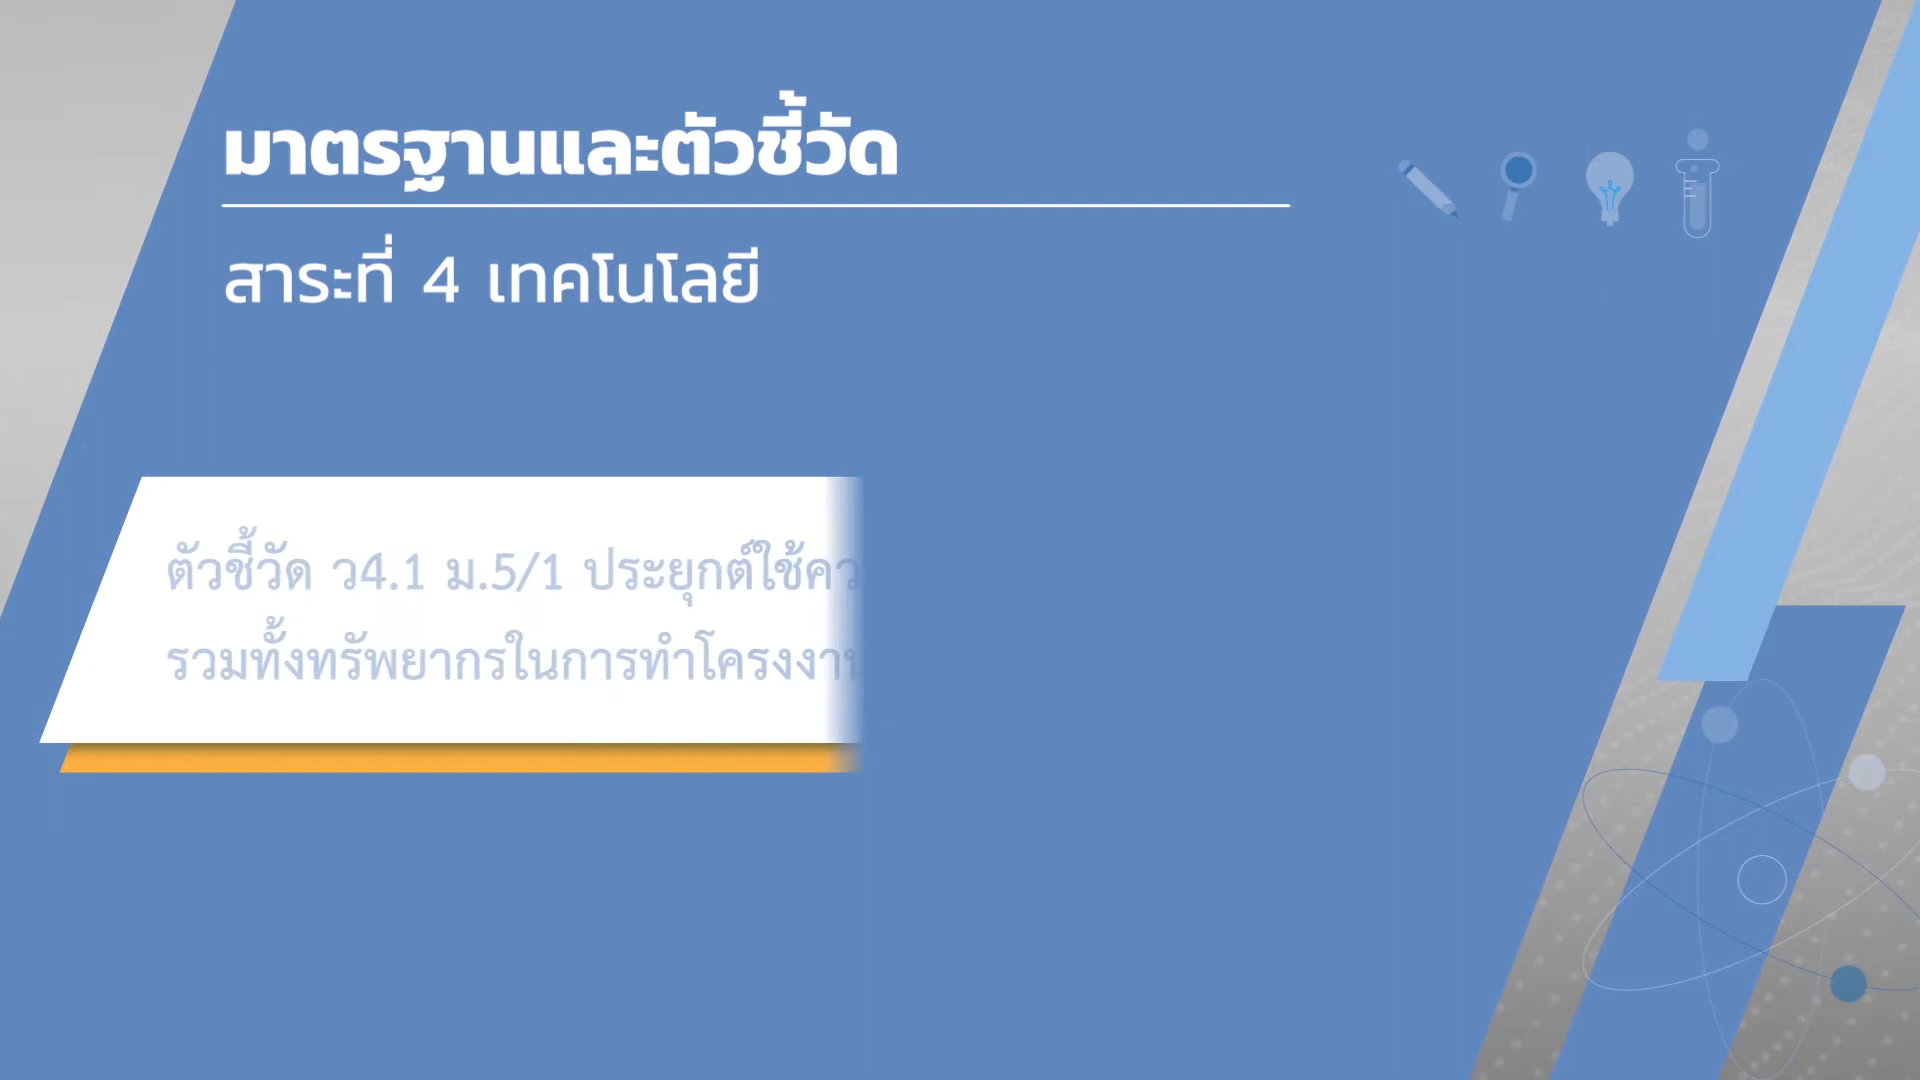 มาตรฐานและตัวชี้วัด
สาระที่ 4 เทคโนโลยี
ตัวชี้วัด ว4.1 ม.5/1 ประยุกต์ใช้คว
รวมทั้งทรัพยากรในการทำโครงงาน